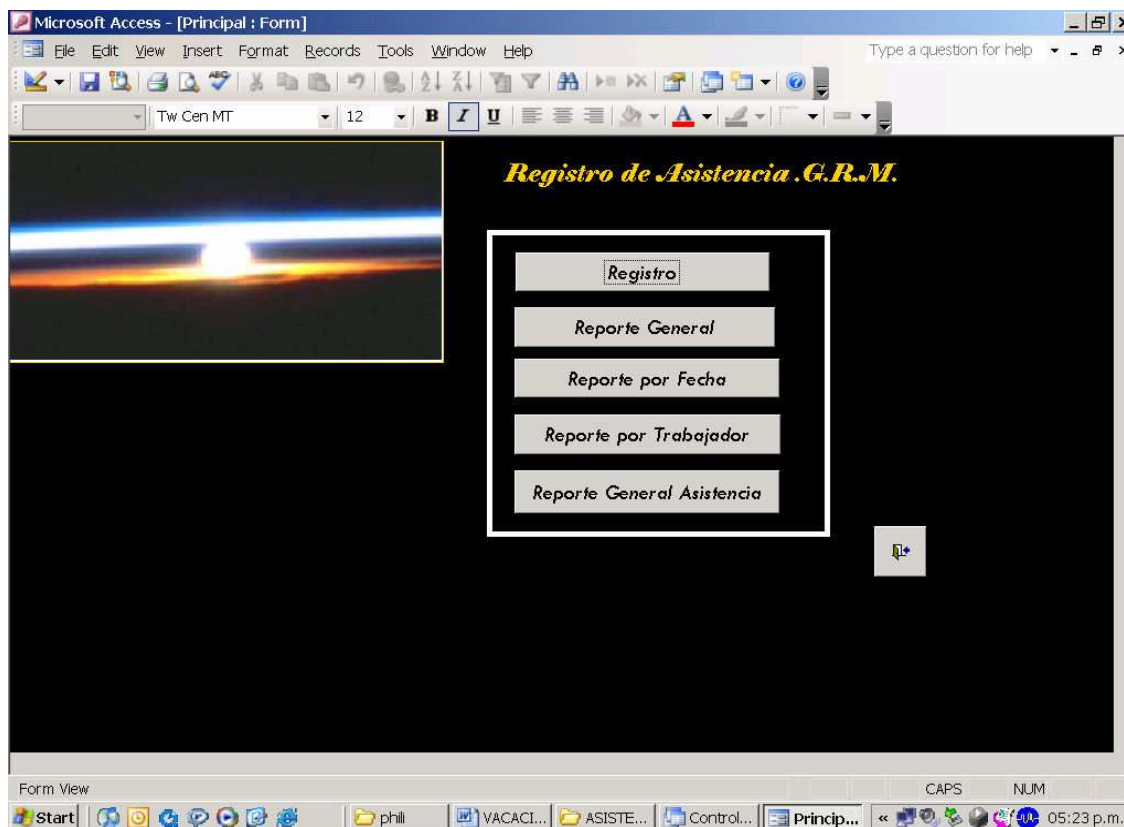 Microsoft Access - [Principal : Form]
File Edit View Insert Format Records Tools Window Help Type a question for help
Tw Cen MT 12 B I U A
Registro de Asistencia .G.R.M.
Registro
Reporte General
Reporte por Fecha
Reporte por Trabajador
Reporte General Asistencia
Form View CAPS NUM
Start phili VACACI... ASISTE... Control... Princip... « 05:23 p.m.